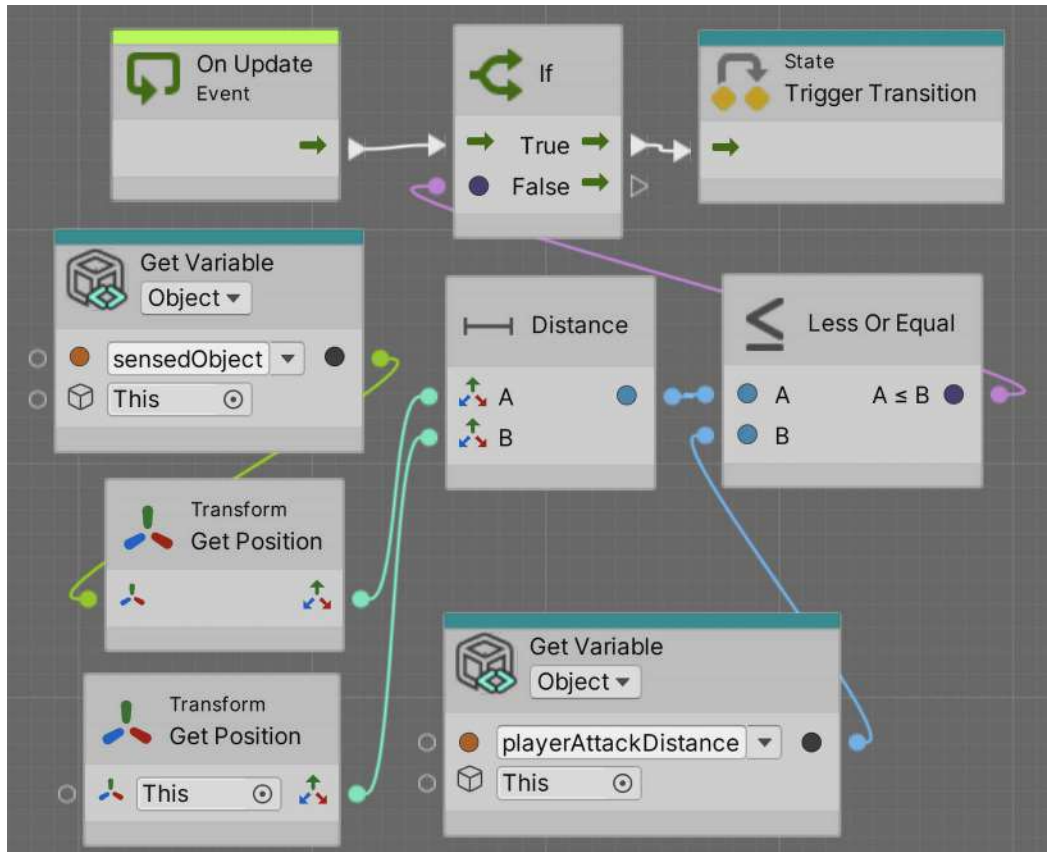 On Update
Event
If
True
False
State
Trigger Transition
Get Variable
Object
sensedObject
This
Distance
A
B
Less Or Equal
A
A ≤ B
B
Transform
Get Position
Transform
Get Position
This
Get Variable
Object
playerAttackDistance
This